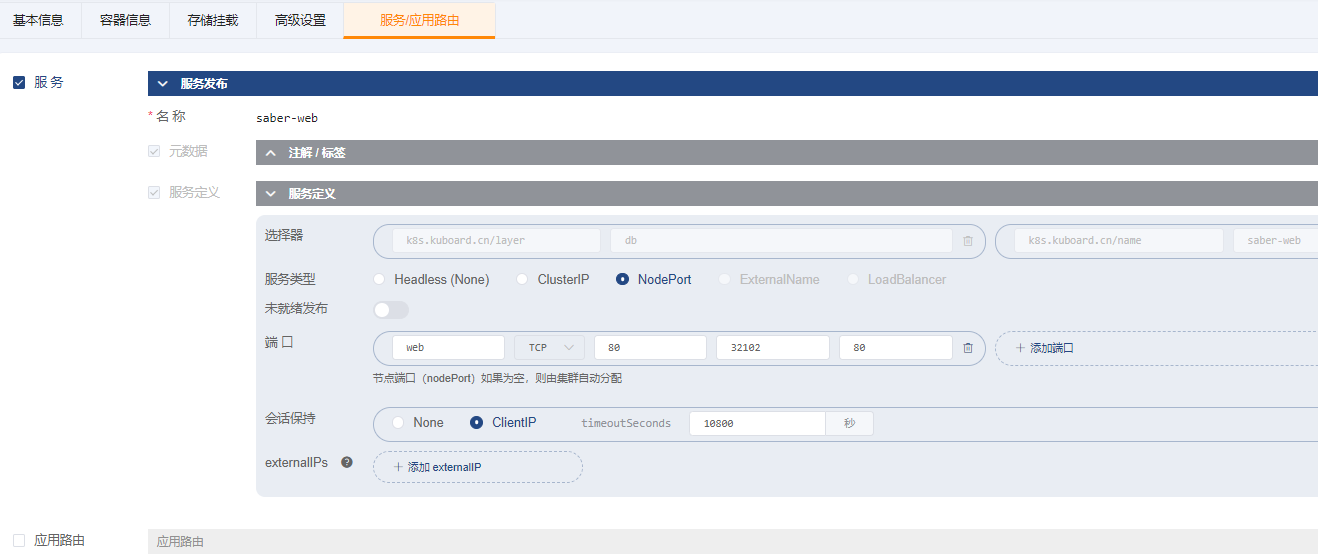 基本信息 容器信息 存储挂载 高级设置 服务/应用路由
服 务 服务发布
* 名 称 saber-web
元数据 注解 / 标签
服务定义 服务定义
选择器 k8s.kuboard.cn/layer db k8s.kuboard.cn/name saber-web
服务类型 Headless (None) ClusterIP NodePort ExternalName LoadBalancer
未就绪发布
端 口 web TCP 80 32102 80 + 添加端口
节点端口（nodePort）如果为空，则由集群自动分配
会话保持 None ClientIP timeoutSeconds 10800 秒
externalIPs ? + 添加 externalIP
应用路由 应用路由